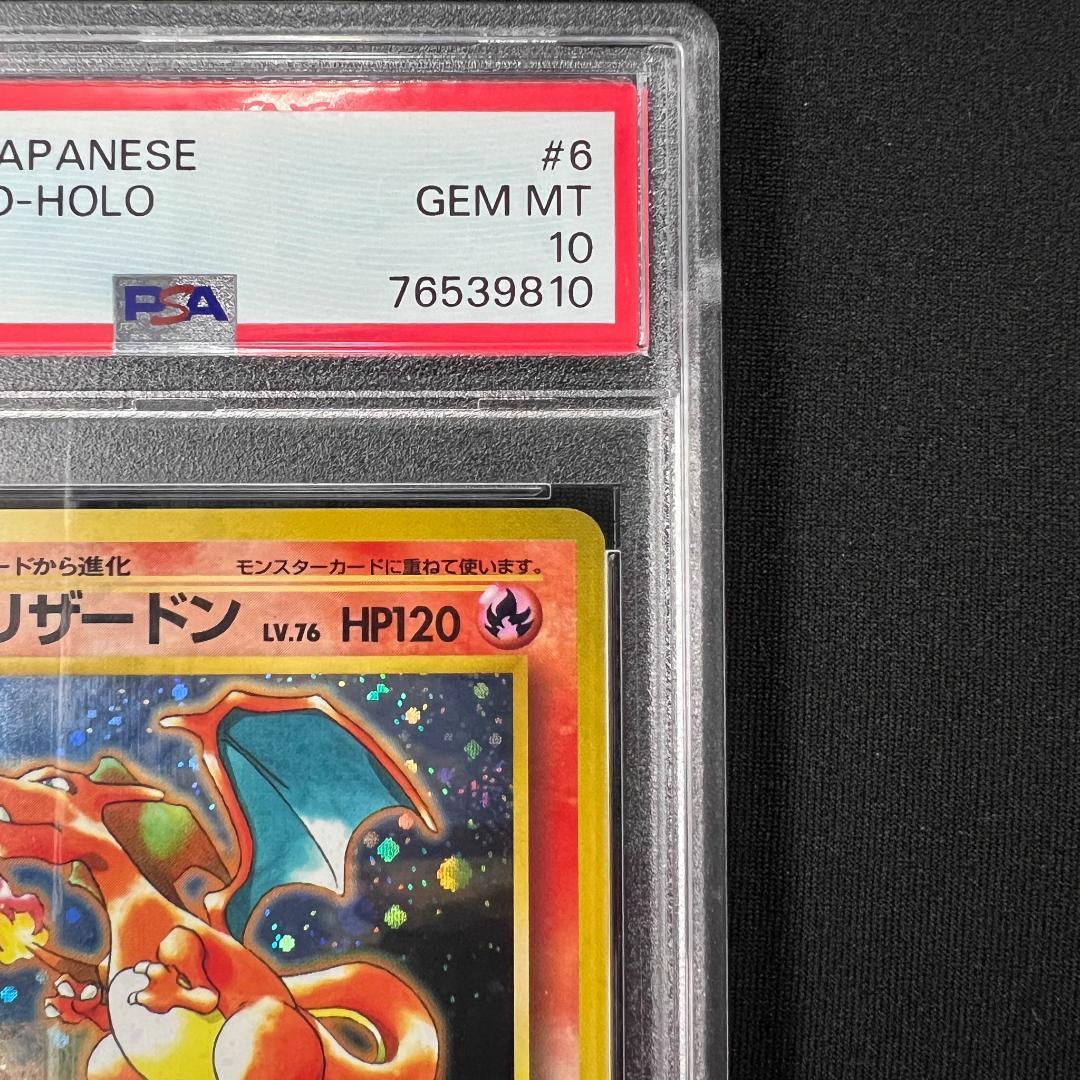 APANESE #6
D-HOLO GEM MT
10
PSA 76539810
ードから進化 モンスターカードに重ねて使います。
リザードン LV.76 HP120